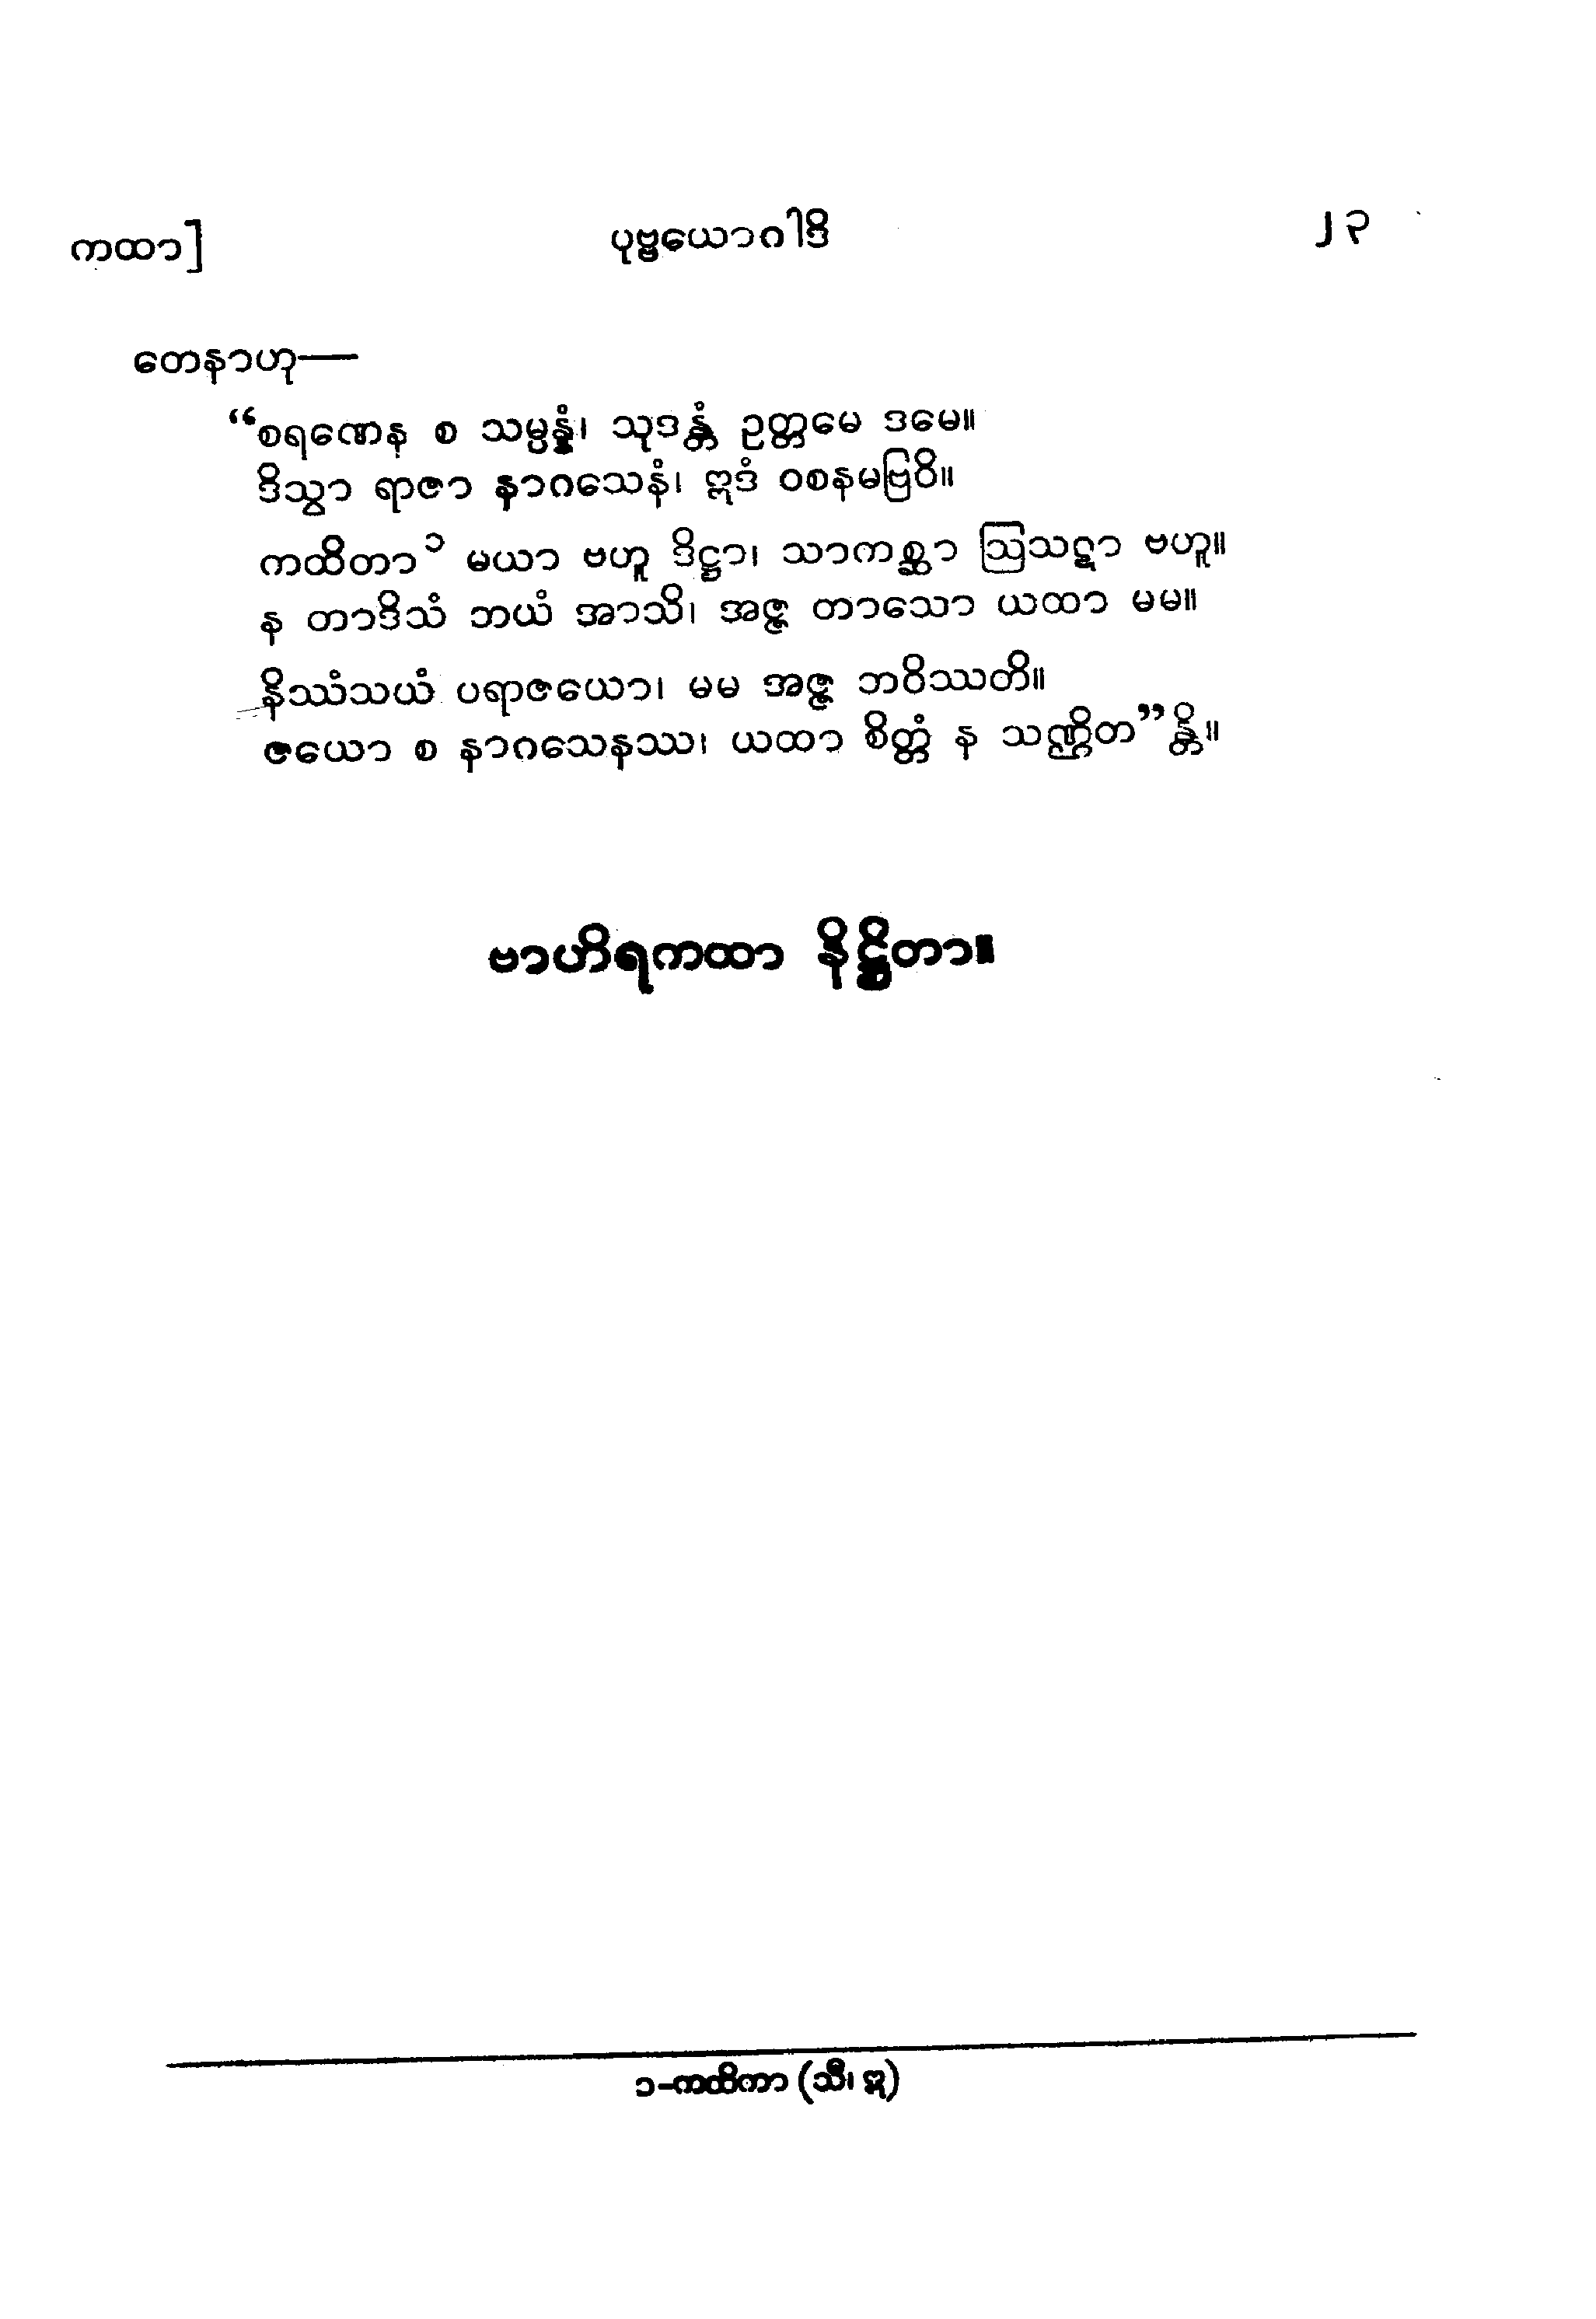 ကထာ] ပုဗ္ဗယောဂါဒိ ၂၃
တေနာဟု—
“စရဏေန စ သမ္ပန္နံ၊ သုဒန္တံ ဥတ္တမေ ဒမေ။
ဒိသွာ ရာဇာ နာဂသေနံ၊ ဣဒံ ဝစနမဗြဝိ။
ကထိတာ၁ မယာ ဗဟူ ဒိဋ္ဌာ၊ သာကစ္ဆာ ဩသဋာ ဗဟူ။
န တာဒိသံ ဘယံ အာသိ၊ အဇ္ဇ တာသော ယထာ မမ။
နိဿံသယံ ပရာဇယော၊ မမ အဇ္ဇ ဘဝိဿတိ။
ဇယော စ နာဂသေနဿ၊ ယထာ စိတ္တံ န သဏ္ဌိတ”န္တိ။
ဗာဟိရကထာ နိဋ္ဌိတာ။
၁-ကထိကာ (သီ၊ ဣ)